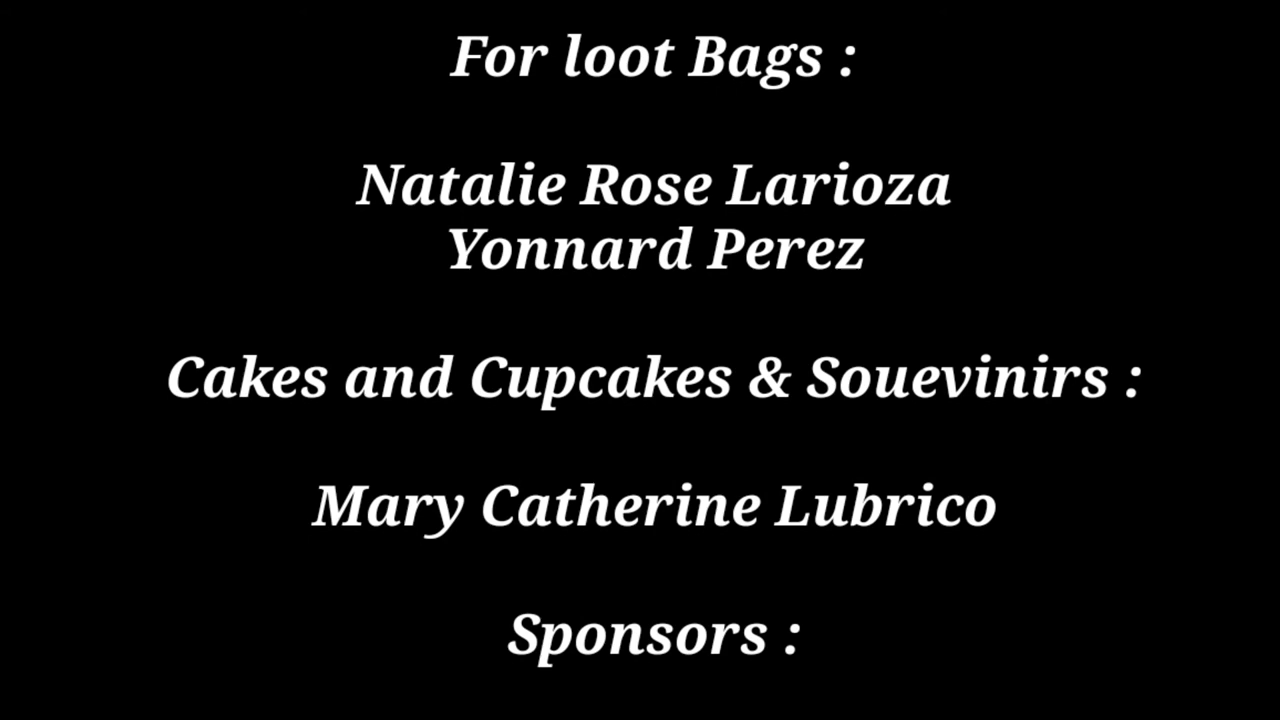 For loot Bags :
Natalie Rose Larioza
Yonnard Perez
Cakes and Cupcakes & Souevinirs :
Mary Catherine Lubrico
Sponsors :